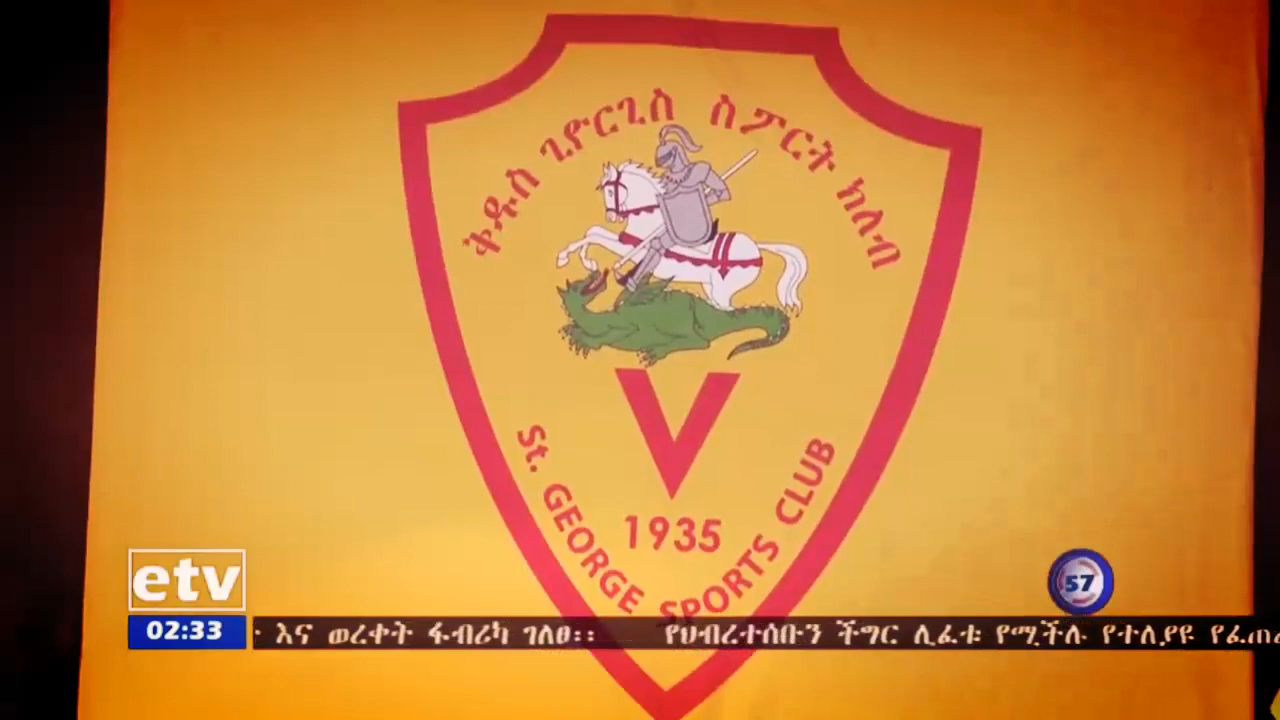 ቅዱስ ጊዮርጊስ ስፖርት ክለብ
V
1935
St. GEORGE SPORTS CLUB
etv
57
02:33
እና ወረቀት ፋብሪካ ገለፀ፡፡ የህብረተሰቡን ችግር ሊፈቱ የሚችሉ የተለያዩ የፈጠ